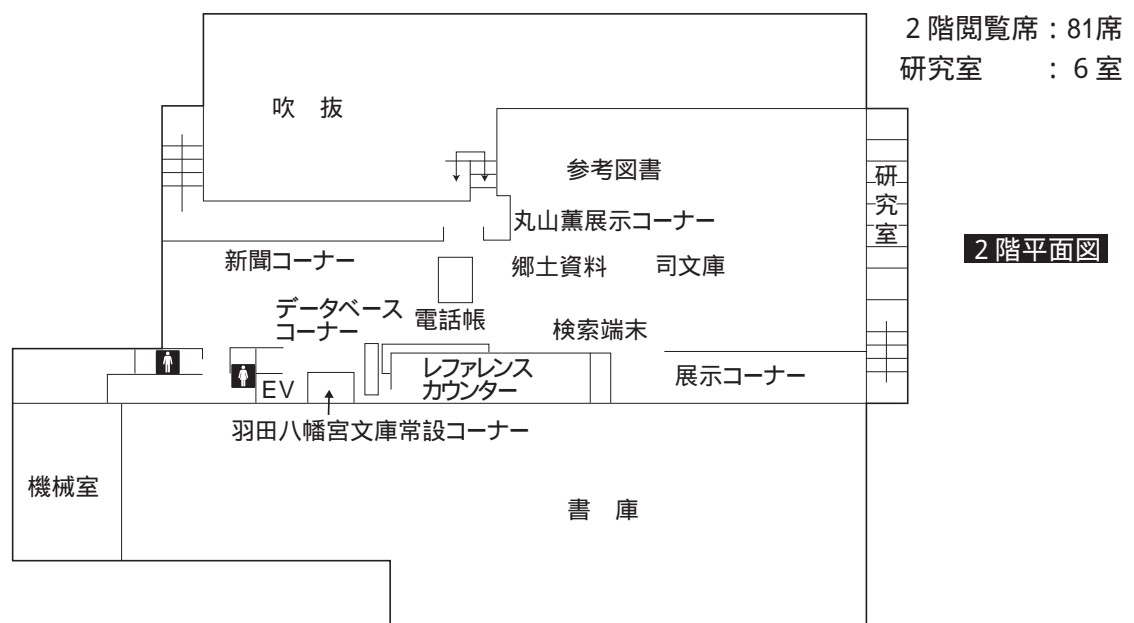 2階閲覧席：81席
研究室　　：6室
吹　抜
参考図書
研究室
丸山薫展示コーナー
2階平面図
新聞コーナー
郷土資料
司文庫
データベース
コーナー
電話帳
検索端末
レファレンス
カウンター
展示コーナー
EV
羽田八幡宮文庫常設コーナー
機械室
書　庫